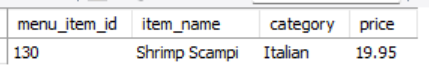 menu_item_id item_name category price
130 Shrimp Scampi Italian 19.95